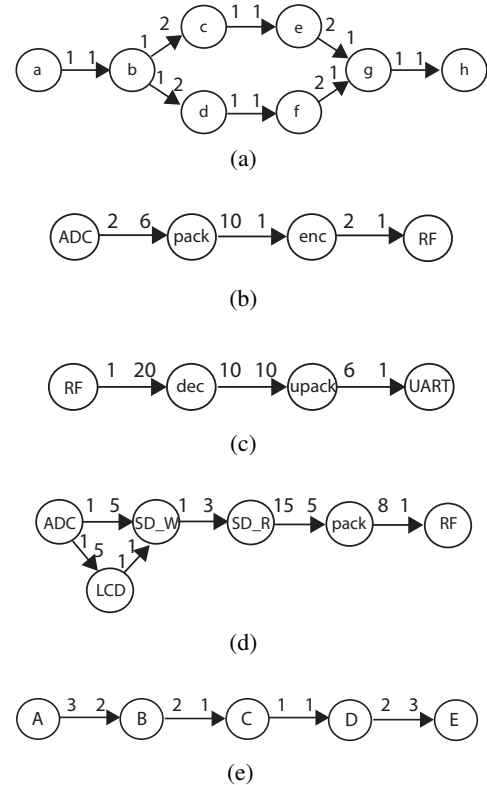 1 2 c 1 1 e 2 1
a 1 1 b g 1 1 h
1 2 d 1 1 f 2 1
(a)
ADC 2 6 pack 10 1 enc 2 1 RF
(b)
RF 1 20 dec 10 10 upack 6 1 UART
(c)
ADC 1 5 SD_W 1 3 SD_R 15 5 pack 8 1 RF
1 5 LCD 1 1
(d)
A 3 2 B 2 1 C 1 1 D 2 3 E
(e)